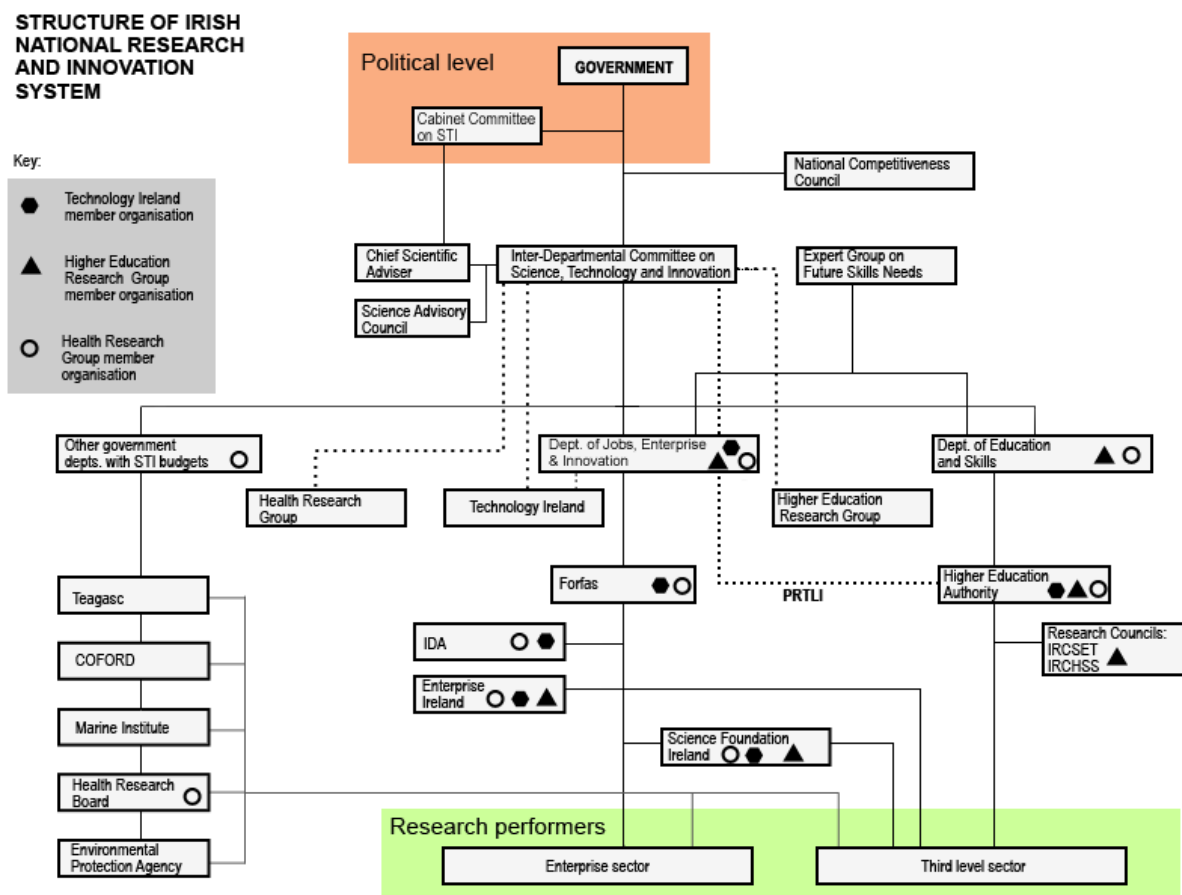 STRUCTURE OF IRISH
NATIONAL RESEARCH
AND INNOVATION
SYSTEM
Political level
GOVERNMENT
Cabinet Committee
on STI
Key:
Technology Ireland
member organisation
Higher Education
Research Group
member organisation
Health Research
Group member
organisation
National Competitiveness
Council
Chief Scientific
Adviser
Inter-Departmental Committee on
Science, Technology and Innovation
Expert Group on
Future Skills Needs
Science Advisory
Council
Other government
depts. with STI budgets
Dept. of Jobs, Enterprise
& Innovation
Dept. of Education
and Skills
Health Research
Group
Technology Ireland
Higher Education
Research Group
Teagasc
Forfas
PRTLI
Higher Education
Authority
COFORD
IDA
Research Councils:
IRCSET
IRCHSS
Enterprise
Ireland
Marine Institute
Science Foundation
Ireland
Health Research
Board
Environmental
Protection Agency
Research performers
Enterprise sector
Third level sector